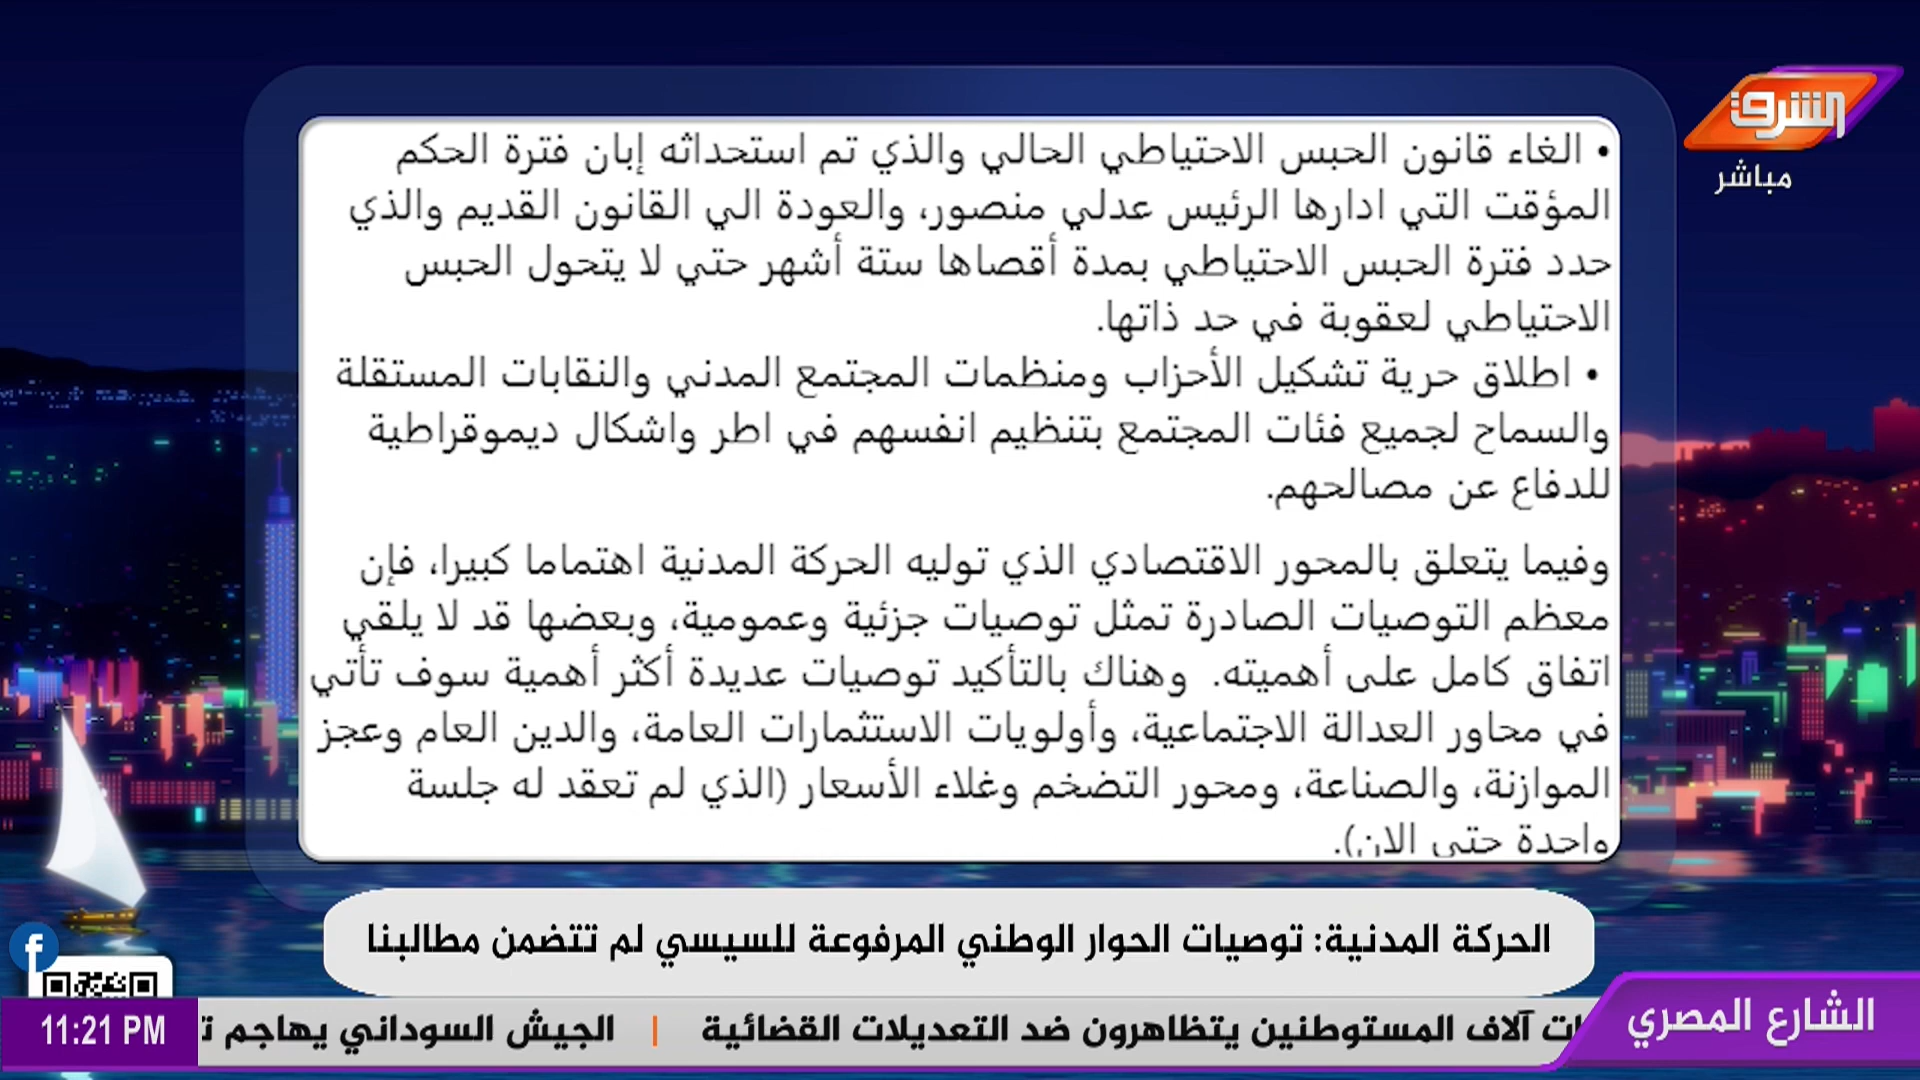 الشرق
مباشر
• الغاء قانون الحبس الاحتياطي الحالي والذي تم استحداثه إبان فترة الحكم
المؤقت التي ادارها الرئيس عدلي منصور، والعودة الي القانون القديم والذي
حدد فترة الحبس الاحتياطي بمدة أقصاها ستة أشهر حتي لا يتحول الحبس
الاحتياطي لعقوبة في حد ذاتها.
• اطلاق حرية تشكيل الأحزاب ومنظمات المجتمع المدني والنقابات المستقلة
والسماح لجميع فئات المجتمع بتنظيم انفسهم في اطر واشكال ديموقراطية
للدفاع عن مصالحهم.
وفيما يتعلق بالمحور الاقتصادي الذي توليه الحركة المدنية اهتماما كبيرا، فإن
معظم التوصيات الصادرة تمثل توصيات جزئية وعمومية، وبعضها قد لا يلقي
اتفاق كامل على أهميته. وهناك بالتأكيد توصيات عديدة أكثر أهمية سوف تأتي
في محاور العدالة الاجتماعية، وأولويات الاستثمارات العامة، والدين العام وعجز
الموازنة، والصناعة، ومحور التضخم وغلاء الأسعار (الذي لم تعقد له جلسة
واحدة حتى الان).
الحركة المدنية: توصيات الحوار الوطني المرفوعة للسيسي لم تتضمن مطالبنا
الشارع المصري
ات آلاف المستوطنين يتظاهرون ضد التعديلات القضائية | الجيش السوداني يهاجم
11:21 PM